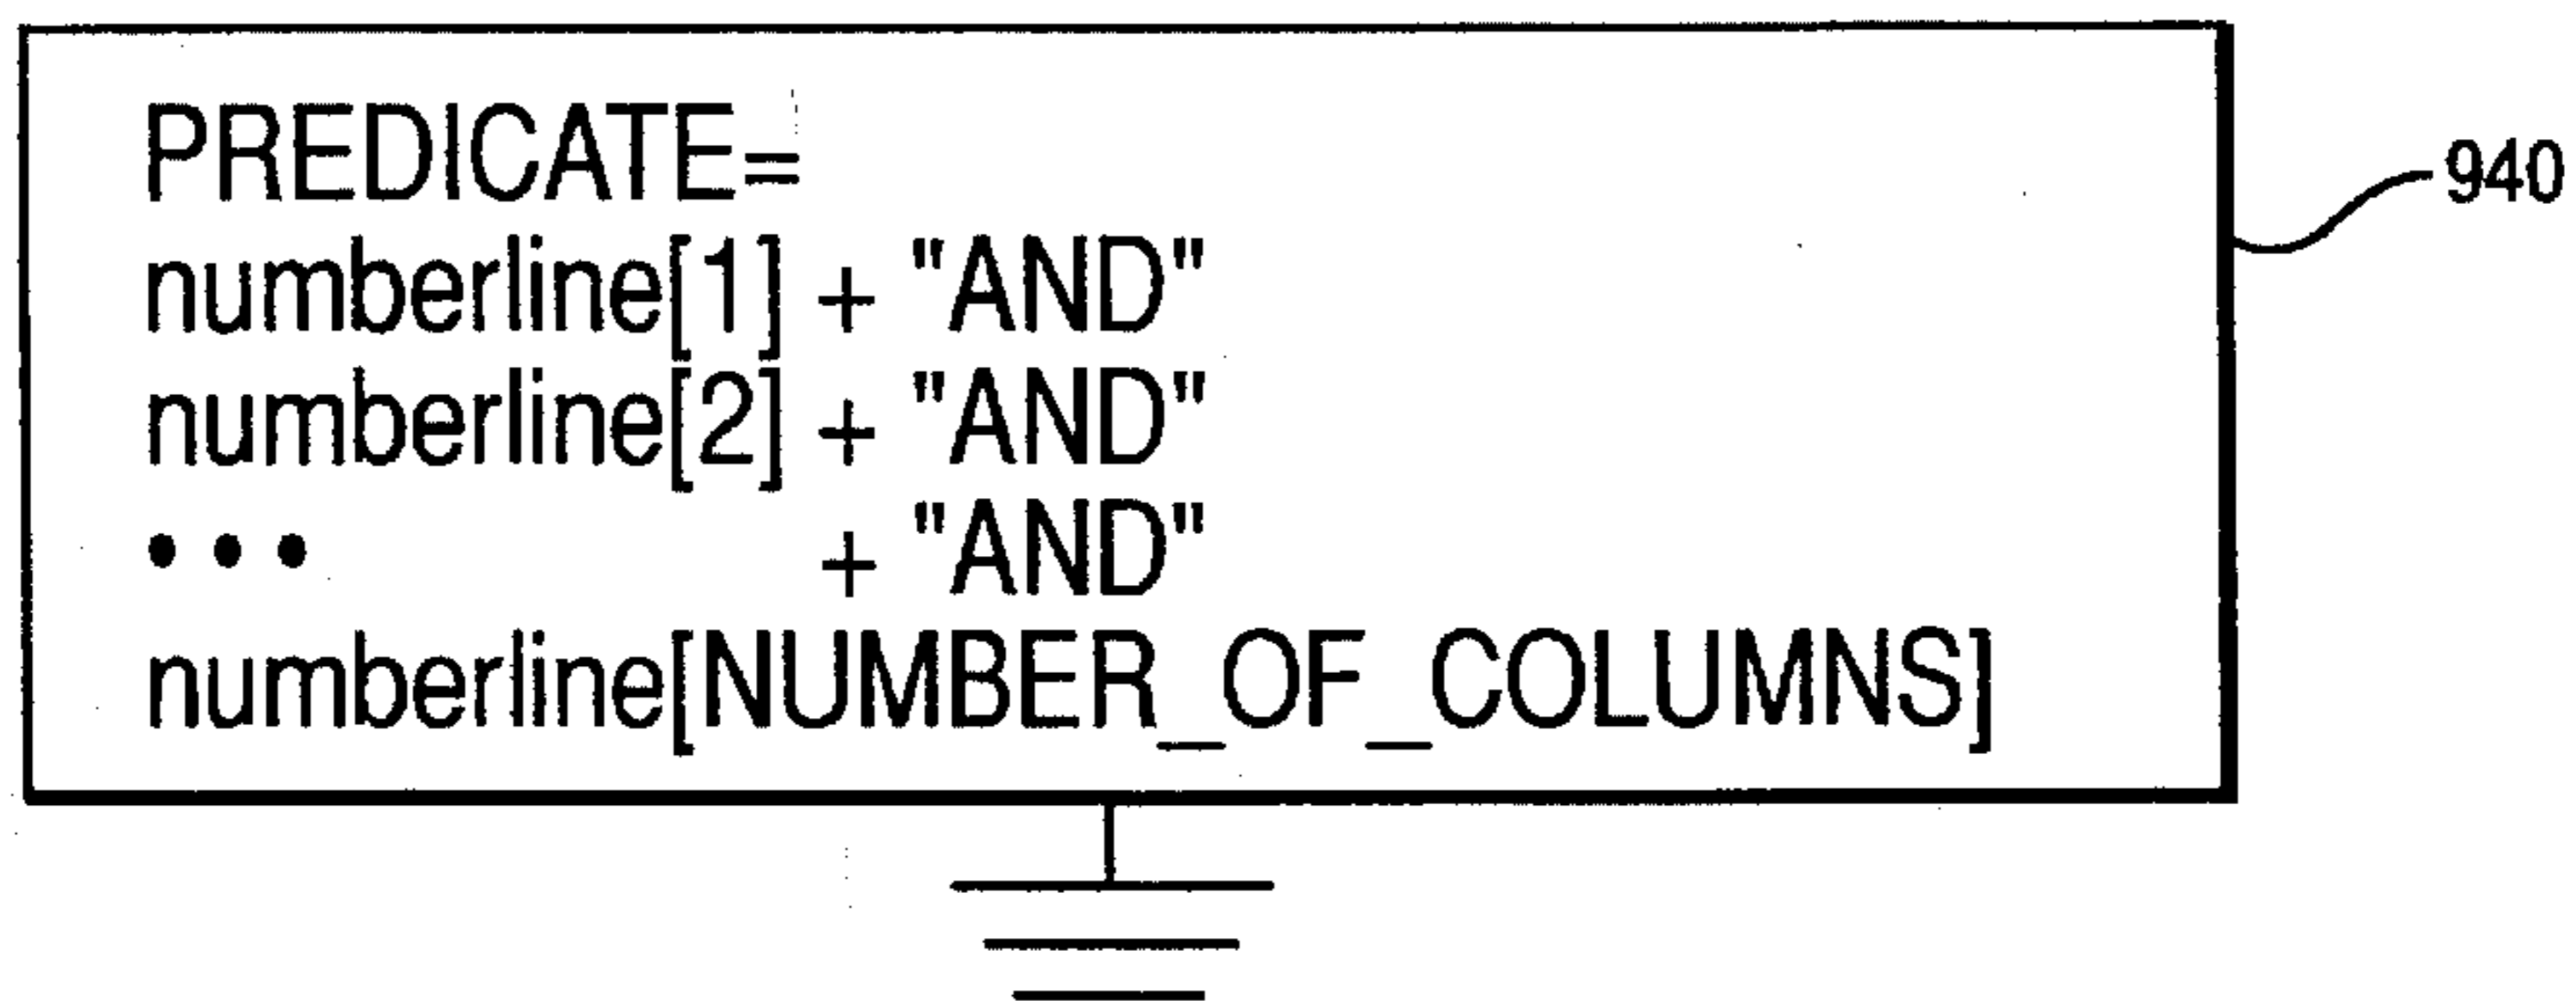 PREDICATE=
numberline[1] + "AND"
numberline[2] + "AND"
• • • + "AND"
numberline[NUMBER_OF_COLUMNS]
940